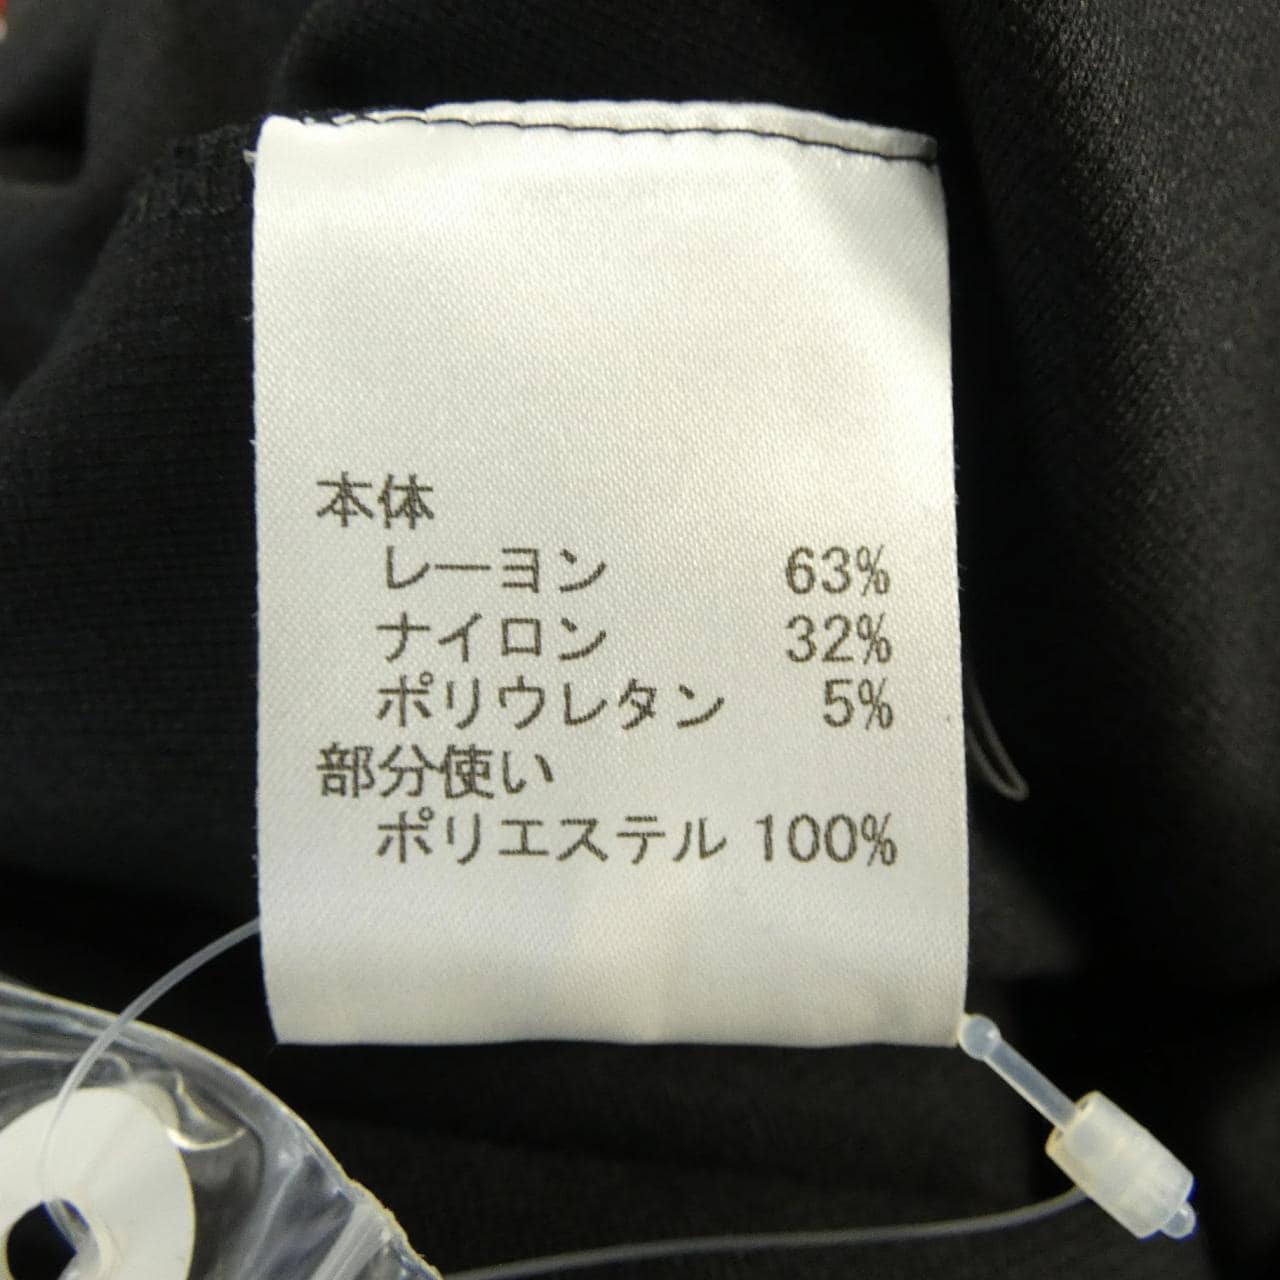 本体
レーヨン 63%
ナイロン 32%
ポリウレタン 5%
部分使い
ポリエステル 100%